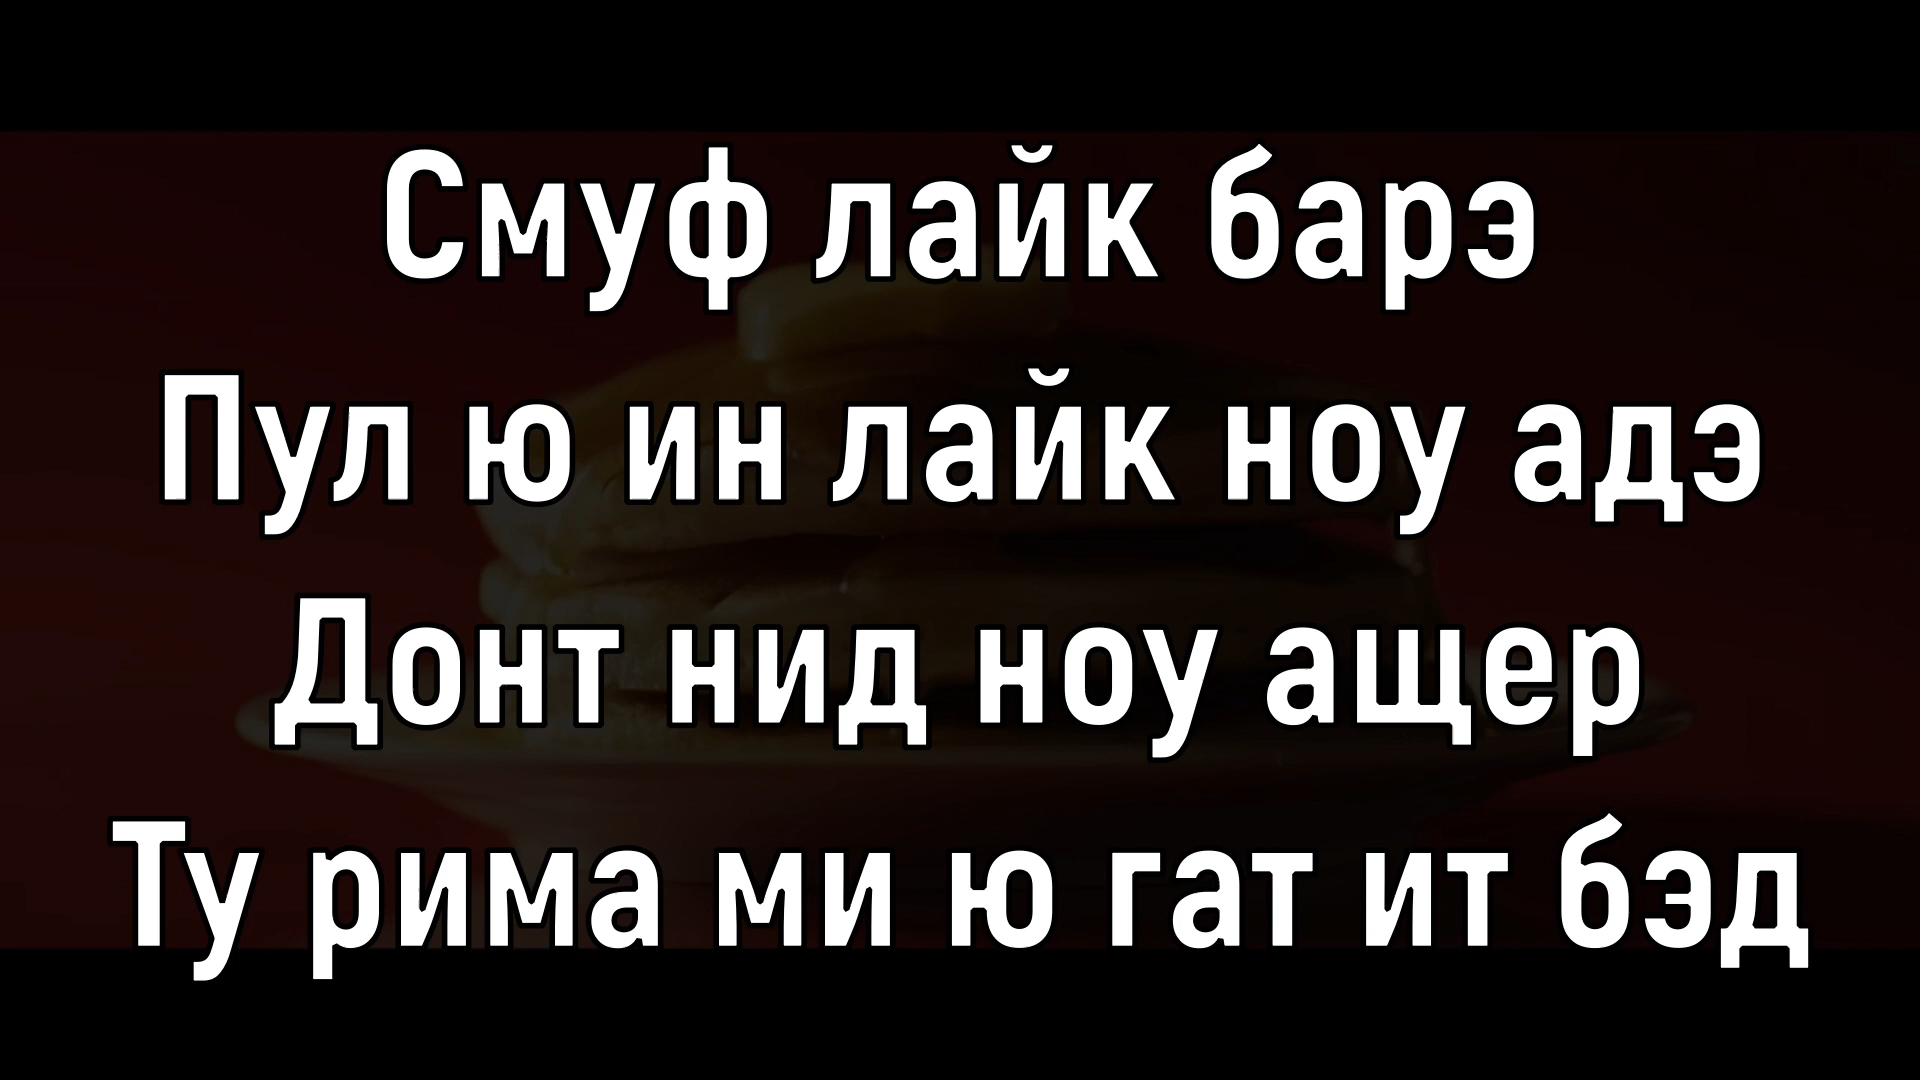 Смуф лайк барэ
Пул ю ин лайк ноу адэ
Донт нид ноу ащер
Ту рима ми ю гат ит бэд